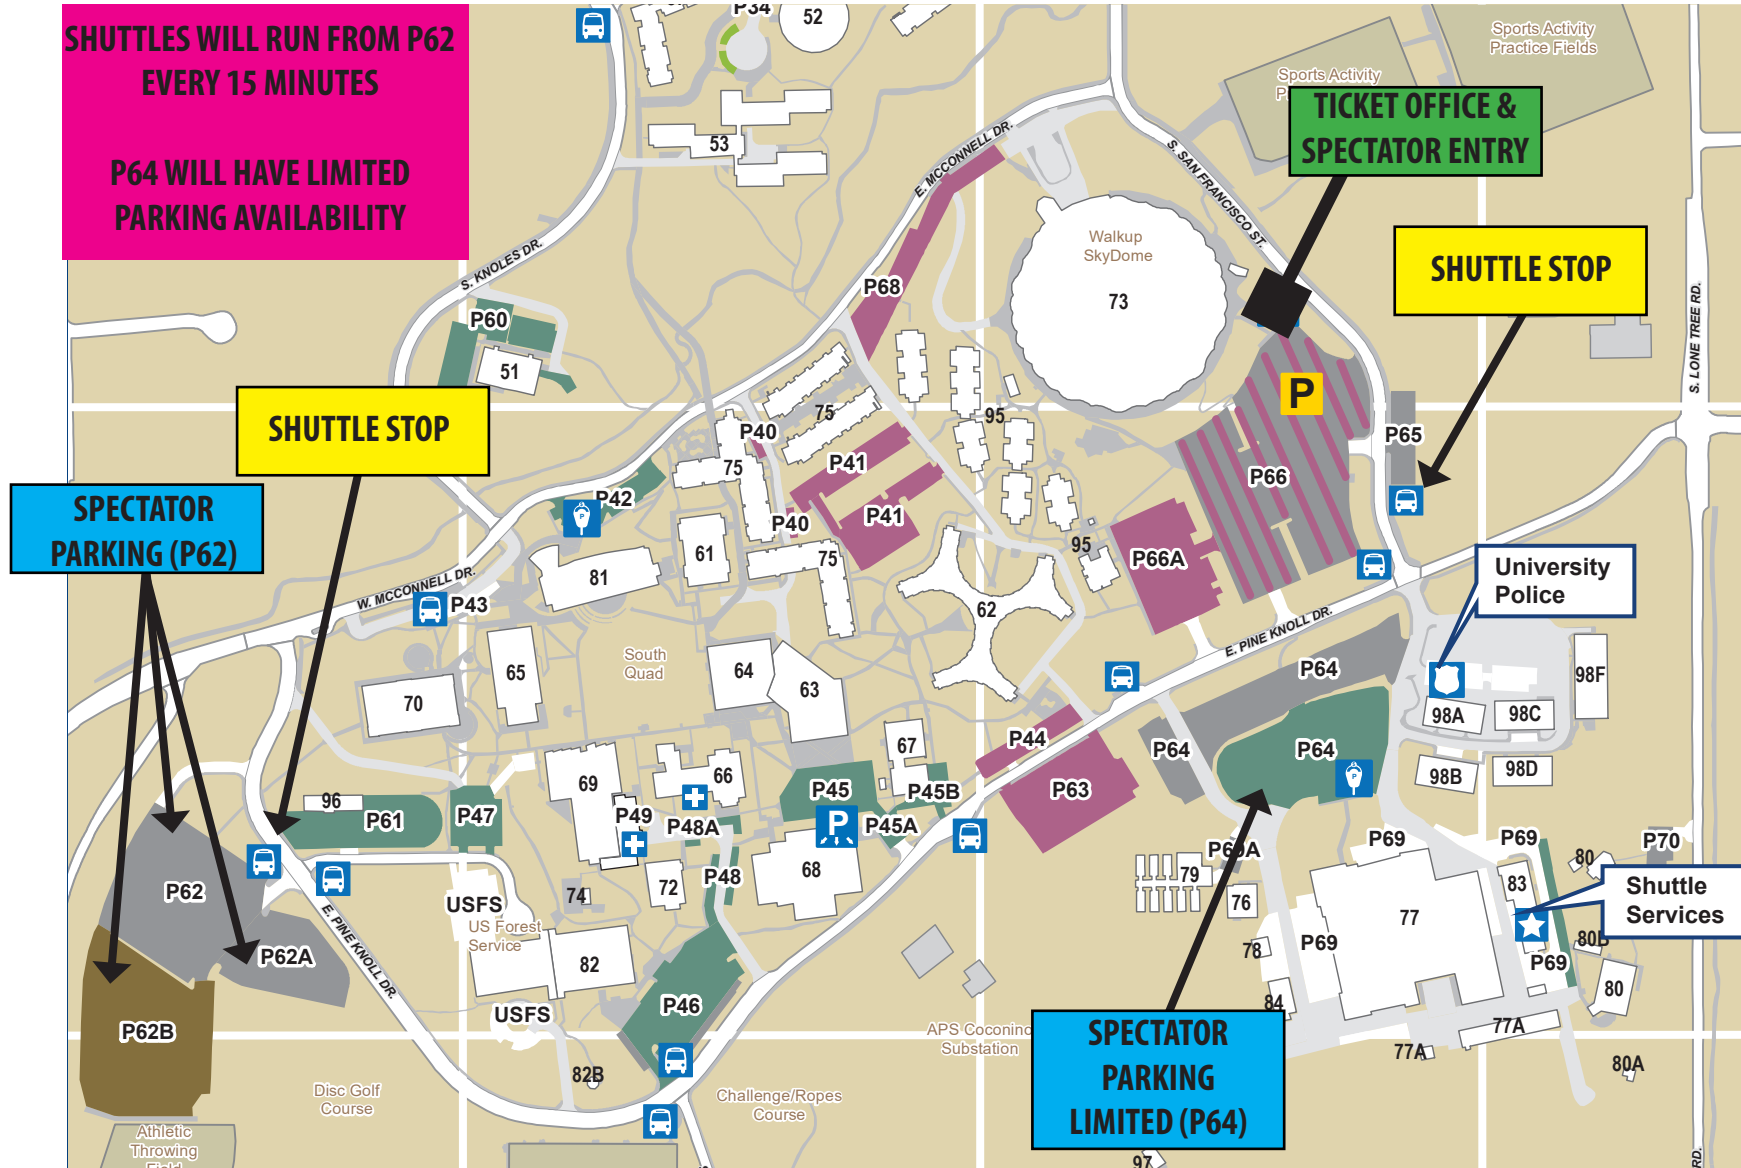 SHUTTLES WILL RUN FROM P62
EVERY 15 MINUTES
P64 WILL HAVE LIMITED
PARKING AVAILABILITY
P34
52
Sports Activity
Practice Fields
Sports Activity
TICKET OFFICE &
SPECTATOR ENTRY
53
E. MCCONNELL DR.
S. SAN FRANCISCO ST.
S. KNOLES DR.
Walkup
SkyDome
73
SHUTTLE STOP
P68
P60
51
S. LONE TREE RD.
P
SHUTTLE STOP
75
95
P40
P65
P41
75
P66
P42
P
SPECTATOR
PARKING (P62)
P40
P41
61
75
95
P66A
81
University
Police
W. MCCONNELL DR.
P43
62
E. PINE KNOLL DR.
South
Quad
65
64
63
P64
98F
70
98A
98C
P44
67
P64
P64
98B
98D
69
66
P45
P45B
P63
P
96
P61
P47
P49
P48A
P
P45A
P69
P69
P70
P69A
80
68
P62
74
72
P48
79
76
83
Shuttle
Services
USFS
US Forest
Service
77
P69
78
80B
P69
E. PINE KNOLL DR.
P62A
82
80
P46
84
P62B
USFS
SPECTATOR
PARKING
LIMITED (P64)
APS Coconino
Substation
77A
77A
80A
82B
Disc Golf
Course
Challenge/Ropes
Course
Athletic
Throwing
Field
97
RD.